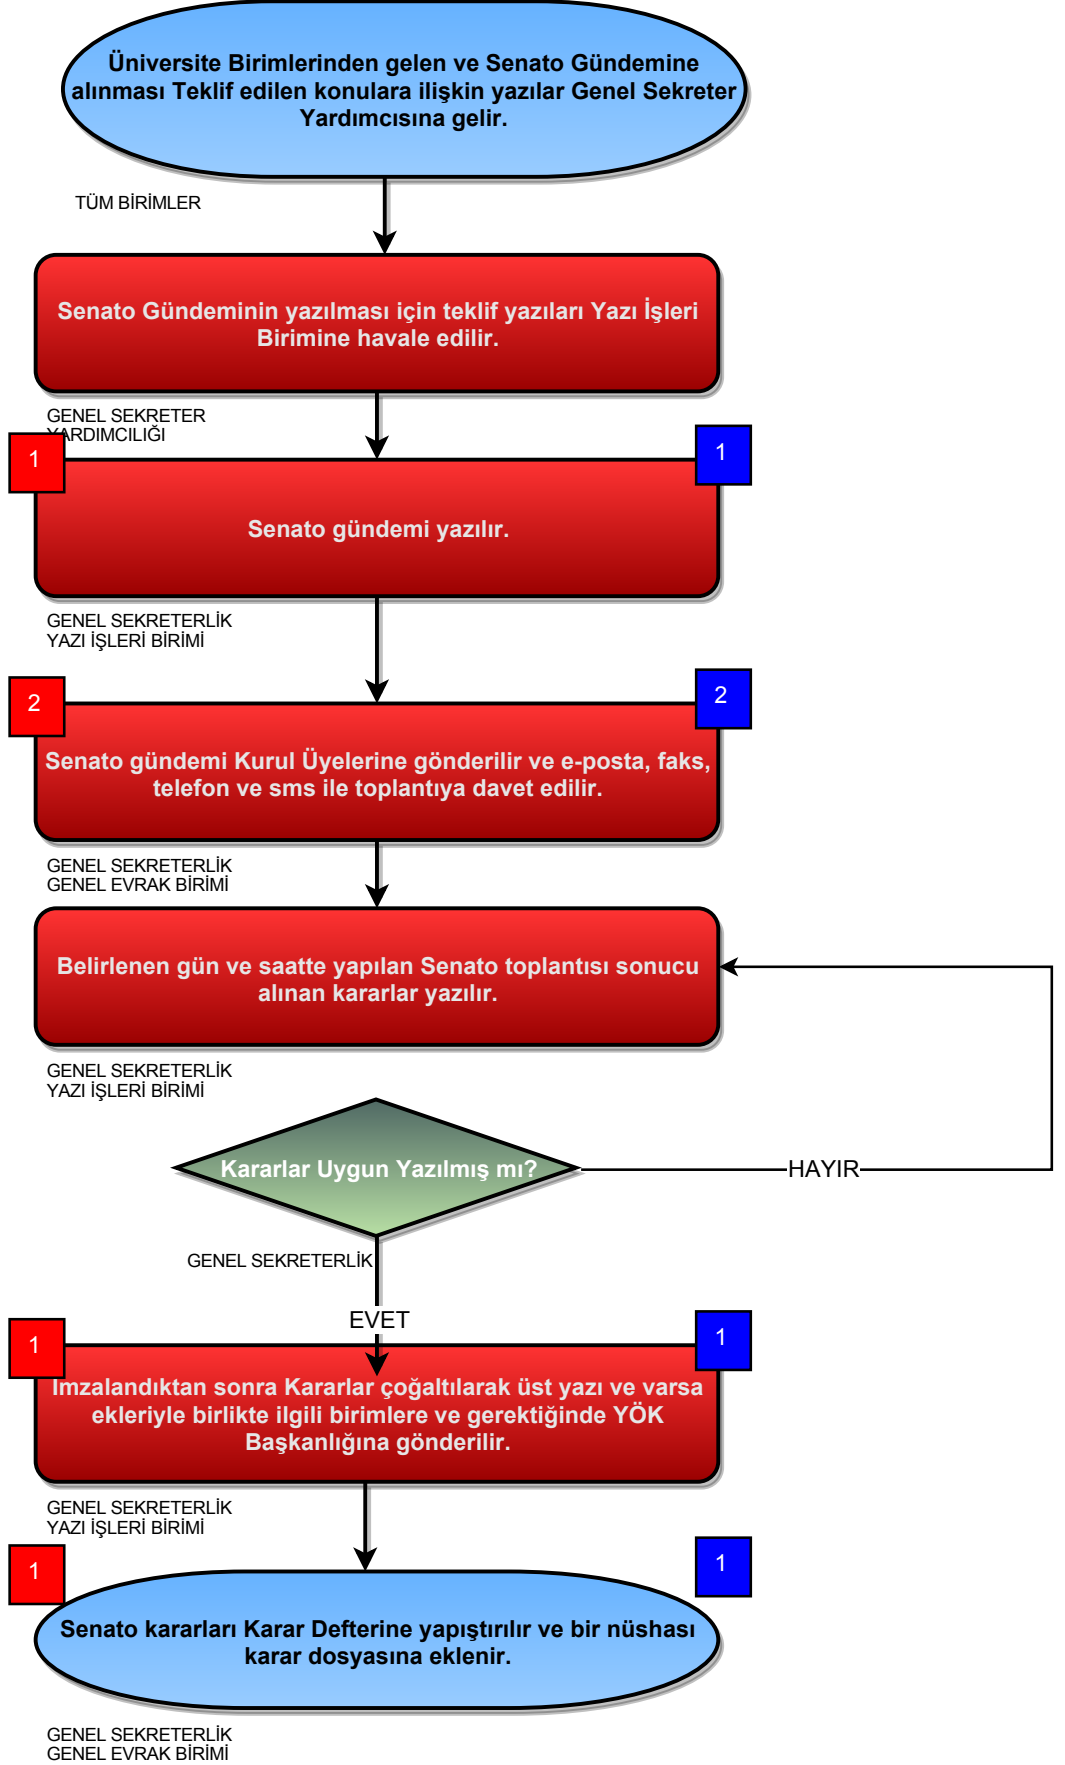 Üniversite Birimlerinden gelen ve Senato Gündemine
alınması Teklif edilen konulara ilişkin yazılar Genel Sekreter
Yardımcısına gelir.
TÜM BİRİMLER
Senato Gündeminin yazılması için teklif yazıları Yazı İşleri
Birimine havale edilir.
GENEL SEKRETER
YARDIMCILIĞI
1
1
Senato gündemi yazılır.
GENEL SEKRETERLİK
YAZI İŞLERİ BİRİMİ
2
2
Senato gündemi Kurul Üyelerine gönderilir ve e-posta, faks,
telefon ve sms ile toplantıya davet edilir.
GENEL SEKRETERLİK
GENEL EVRAK BİRİMİ
Belirlenen gün ve saatte yapılan Senato toplantısı sonucu
alınan kararlar yazılır.
GENEL SEKRETERLİK
YAZI İŞLERİ BİRİMİ
Kararlar Uygun Yazılmış mı?
HAYIR
GENEL SEKRETERLİK
EVET
1
1
İmzalandıktan sonra Kararlar çoğaltılarak üst yazı ve varsa
ekleriyle birlikte ilgili birimlere ve gerektiğinde YÖK
Başkanlığına gönderilir.
GENEL SEKRETERLİK
YAZI İŞLERİ BİRİMİ
1
1
Senato kararları Karar Defterine yapıştırılır ve bir nüshası
karar dosyasına eklenir.
GENEL SEKRETERLİK
GENEL EVRAK BİRİMİ